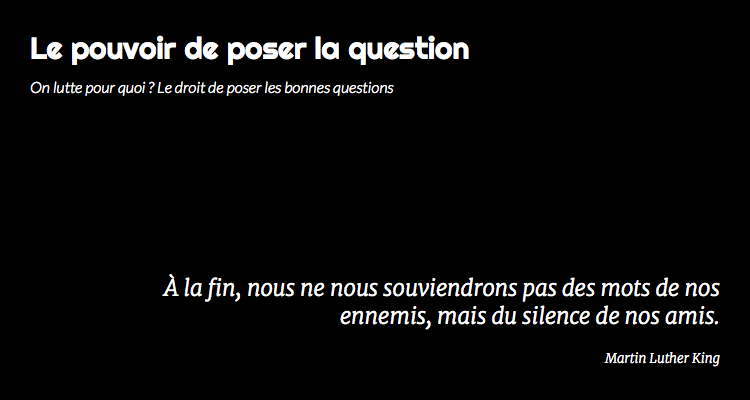 Le pouvoir de poser la question
On lutte pour quoi ? Le droit de poser les bonnes questions
À la fin, nous ne nous souviendrons pas des mots de nos
ennemis, mais du silence de nos amis.
Martin Luther King